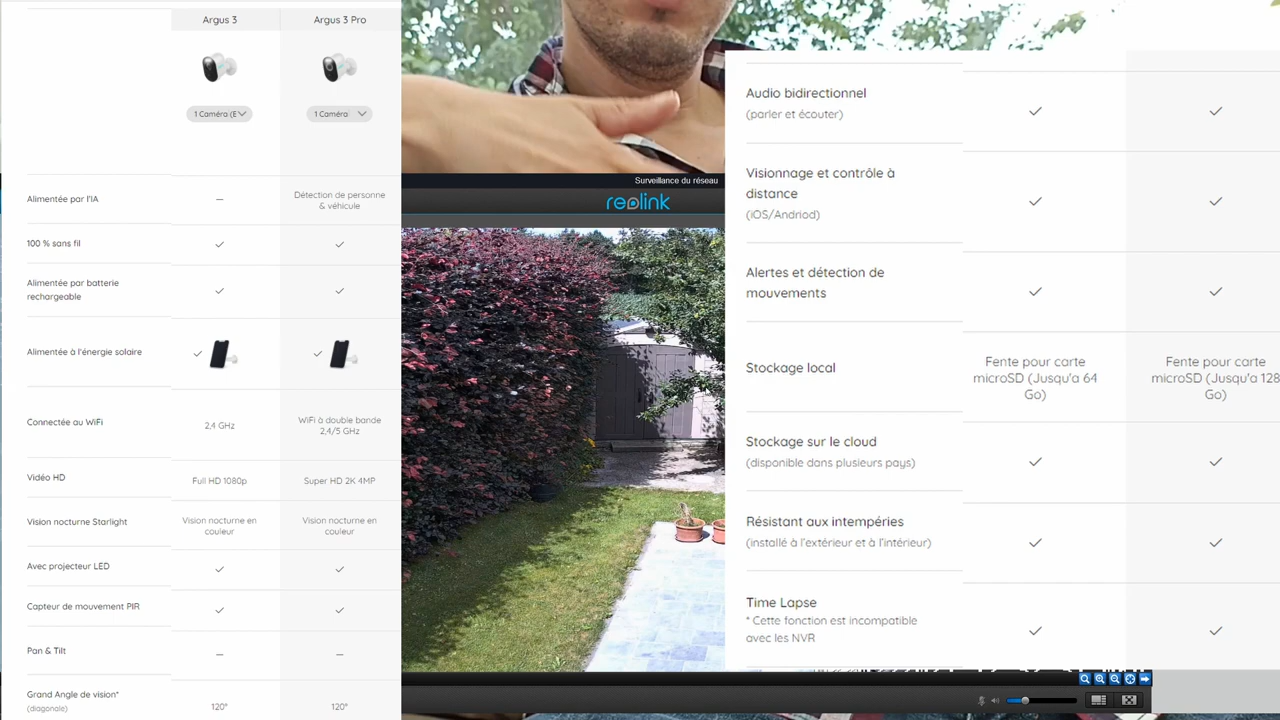 Argus 3 Argus 3 Pro
1 Caméra (E 1 Caméra
Alimentée par l'IA — Détection de personne
& véhicule
100 % sans fil
Alimentée par batterie
rechargeable
Alimentée à l'énergie solaire
Connectée au WiFi 2,4 GHz WiFi à double bande
2,4/5 GHz
Vidéo HD Full HD 1080p Super HD 2K 4MP
Vision nocturne Starlight Vision nocturne en Vision nocturne en
couleur couleur
Avec projecteur LED
Capteur de mouvement PIR
Pan & Tilt — —
Grand Angle de vision* 120° 120°
(diagonale)
Surveillance du réseau
reolink
Audio bidirectionnel
(parler et écouter)
Visionnage et contrôle à
distance
(iOS/Andriod)
Alertes et détection de
mouvements
Stockage local Fente pour carte Fente pour carte
microSD (Jusqu'a 64 microSD (Jusqu'a 128
Go) Go)
Stockage sur le cloud
(disponible dans plusieurs pays)
Résistant aux intempéries
(installé à l'extérieur et à l'intérieur)
Time Lapse
* Cette fonction est incompatible
avec les NVR